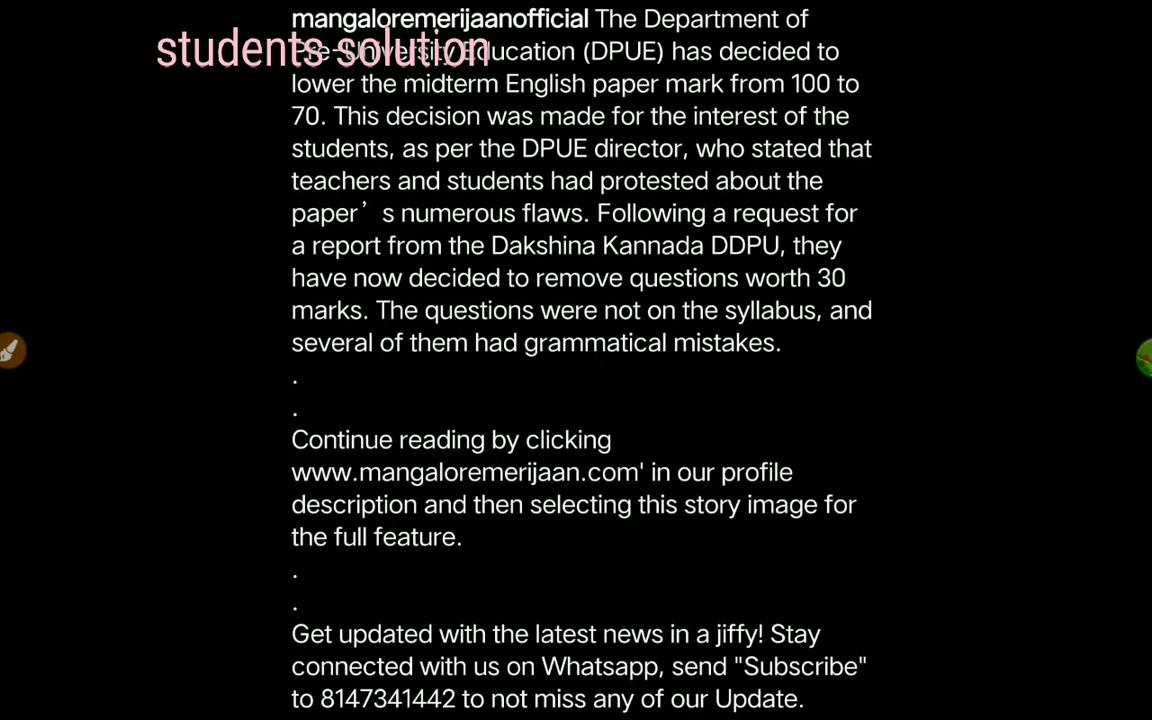 mangaloremerijaanofficial The Department of
students solution
Pre-University Education (DPUE) has decided to
lower the midterm English paper mark from 100 to
70. This decision was made for the interest of the
students, as per the DPUE director, who stated that
teachers and students had protested about the
paper’s numerous flaws. Following a request for
a report from the Dakshina Kannada DDPU, they
have now decided to remove questions worth 30
marks. The questions were not on the syllabus, and
several of them had grammatical mistakes.
.
.
Continue reading by clicking
www.mangaloremerijaan.com' in our profile
description and then selecting this story image for
the full feature.
.
.
Get updated with the latest news in a jiffy! Stay
connected with us on Whatsapp, send "Subscribe"
to 8147341442 to not miss any of our Update.